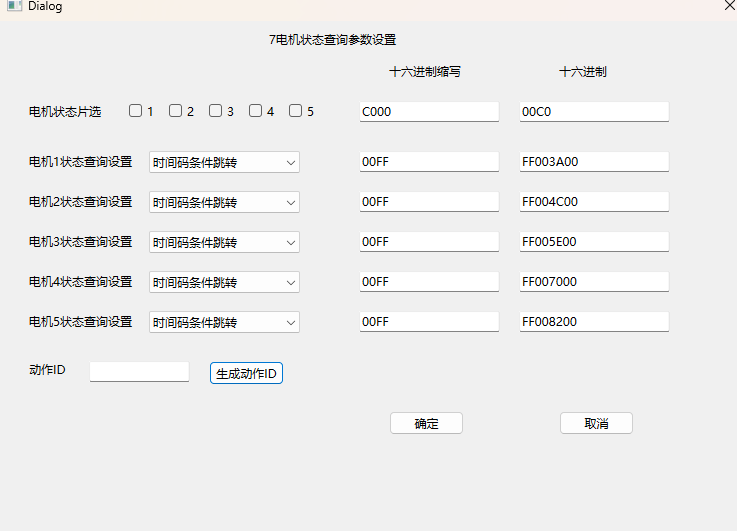 Dialog
7电机状态查询参数设置
十六进制缩写 十六进制
电机状态片选 1 2 3 4 5 C000 00C0
电机1状态查询设置 时间码条件跳转 00FF FF003A00
电机2状态查询设置 时间码条件跳转 00FF FF004C00
电机3状态查询设置 时间码条件跳转 00FF FF005E00
电机4状态查询设置 时间码条件跳转 00FF FF007000
电机5状态查询设置 时间码条件跳转 00FF FF008200
动作ID 生成动作ID
确定 取消